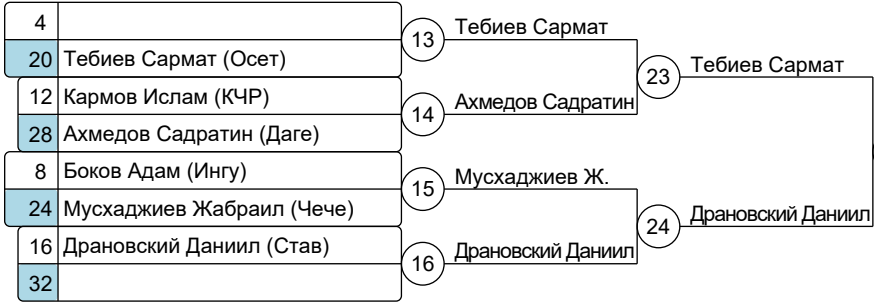 4
20 Тебиев Сармат (Осет)
12 Кармов Ислам (КЧР)
28 Ахмедов Садратин (Даге)
8 Боков Адам (Ингу)
24 Мусхаджиев Жабраил (Чече)
16 Драновский Даниил (Став)
32
13 Тебиев Сармат
14 Ахмедов Садратин
15 Мусхаджиев Ж.
16 Драновский Даниил
23 Тебиев Сармат
24 Драновский Даниил